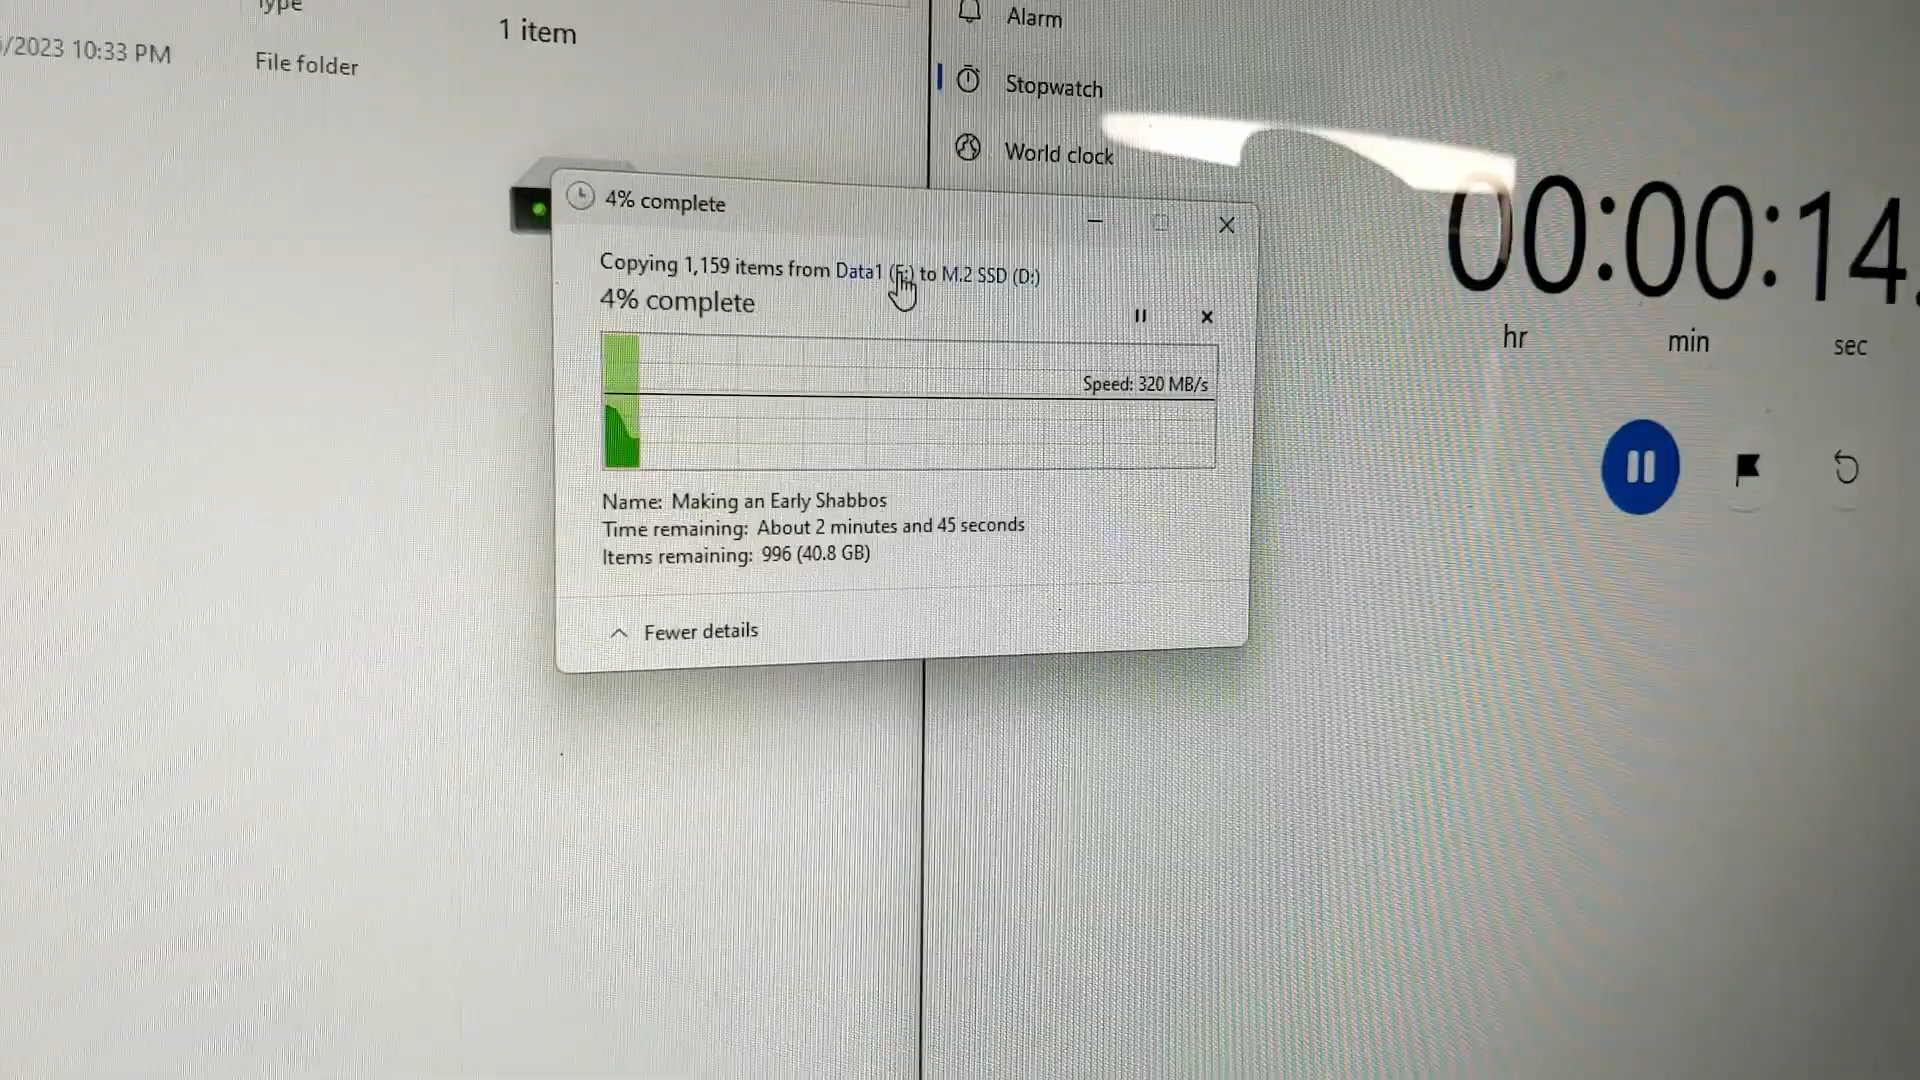 Type
/2023 10:33 PM
File folder
1 item
Alarm
Stopwatch
World clock
4% complete
Copying 1,159 items from Data1 (F:) to M.2 SSD (D:)
4% complete
Speed: 320 MB/s
Name: Making an Early Shabbos
Time remaining: About 2 minutes and 45 seconds
Items remaining: 996 (40.8 GB)
Fewer details
00:00:14.
hr min sec